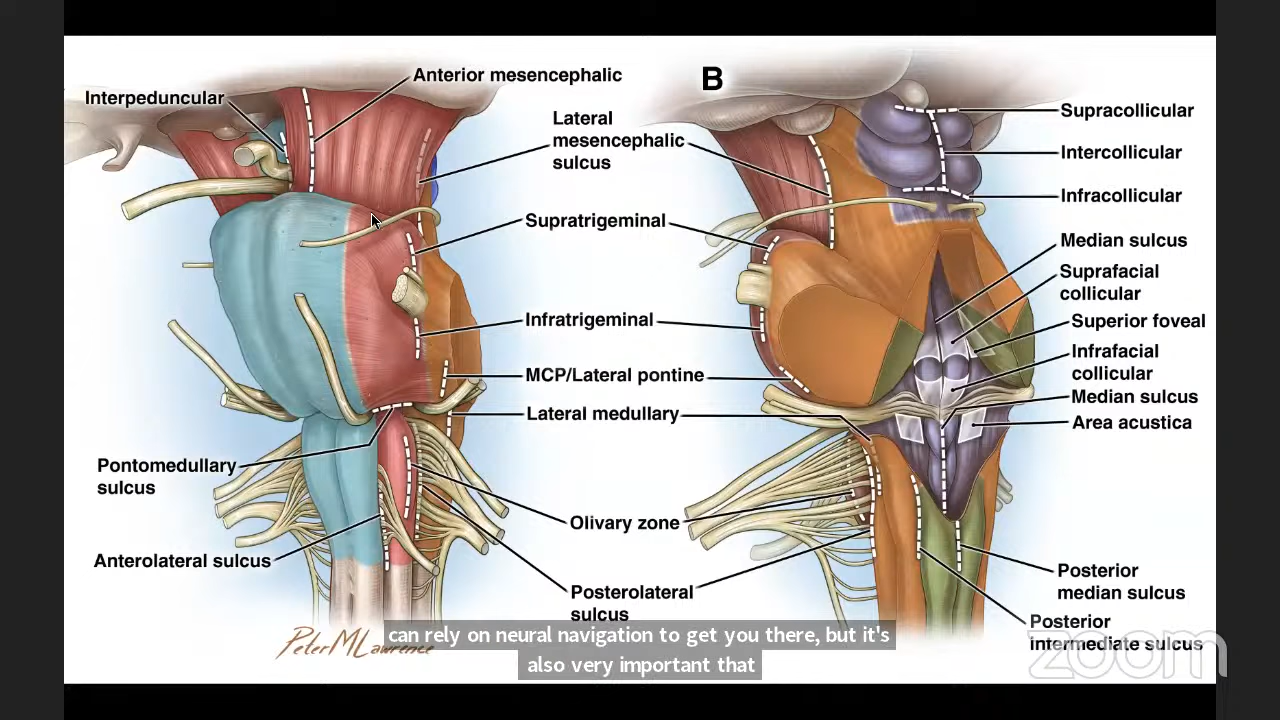 Anterior mesencephalic
Interpeduncular
B
Lateral
mesencephalic
sulcus
Supracollicular
Intercollicular
Infracollicular
Supratrigeminal
Median sulcus
Suprafacial
collicular
Superior foveal
Infratrigeminal
Infrafacial
collicular
MCP/Lateral pontine
Median sulcus
Lateral medullary
Area acustica
Pontomedullary
sulcus
Olivary zone
Anterolateral sulcus
Posterolateral
sulcus
Posterior
median sulcus
Posterior
intermediate sulcus
Peter M Lawrence
can rely on neural navigation to get you there, but it's
also very important that
zoom